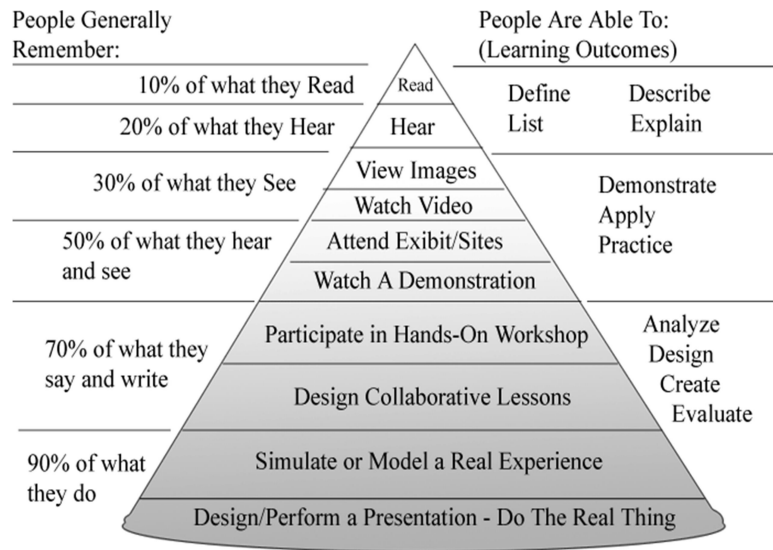 People Generally
Remember:
10% of what they Read
20% of what they Hear
30% of what they See
50% of what they hear
and see
70% of what they
say and write
90% of what
they do
Read
Hear
View Images
Watch Video
Attend Exibit/Sites
Watch A Demonstration
Participate in Hands-On Workshop
Design Collaborative Lessons
Simulate or Model a Real Experience
Design/Perform a Presentation - Do The Real Thing
People Are Able To:
(Learning Outcomes)
Define Describe
List Explain
Demonstrate
Apply
Practice
Analyze
Design
Create
Evaluate